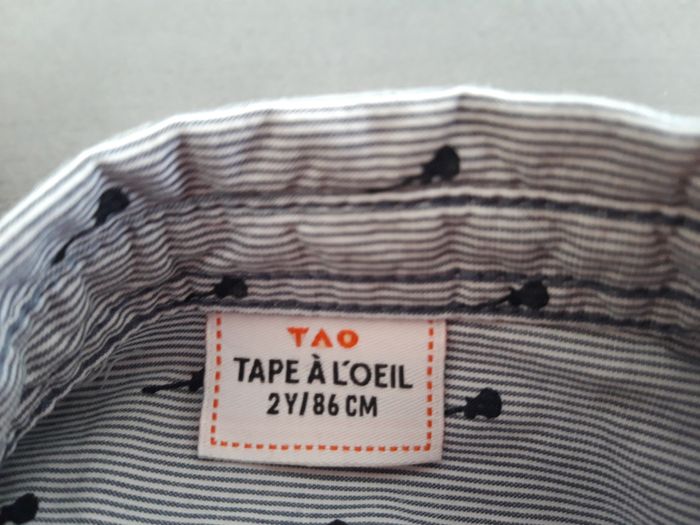 TAO
TAPE À L'OEIL
2Y/86 CM